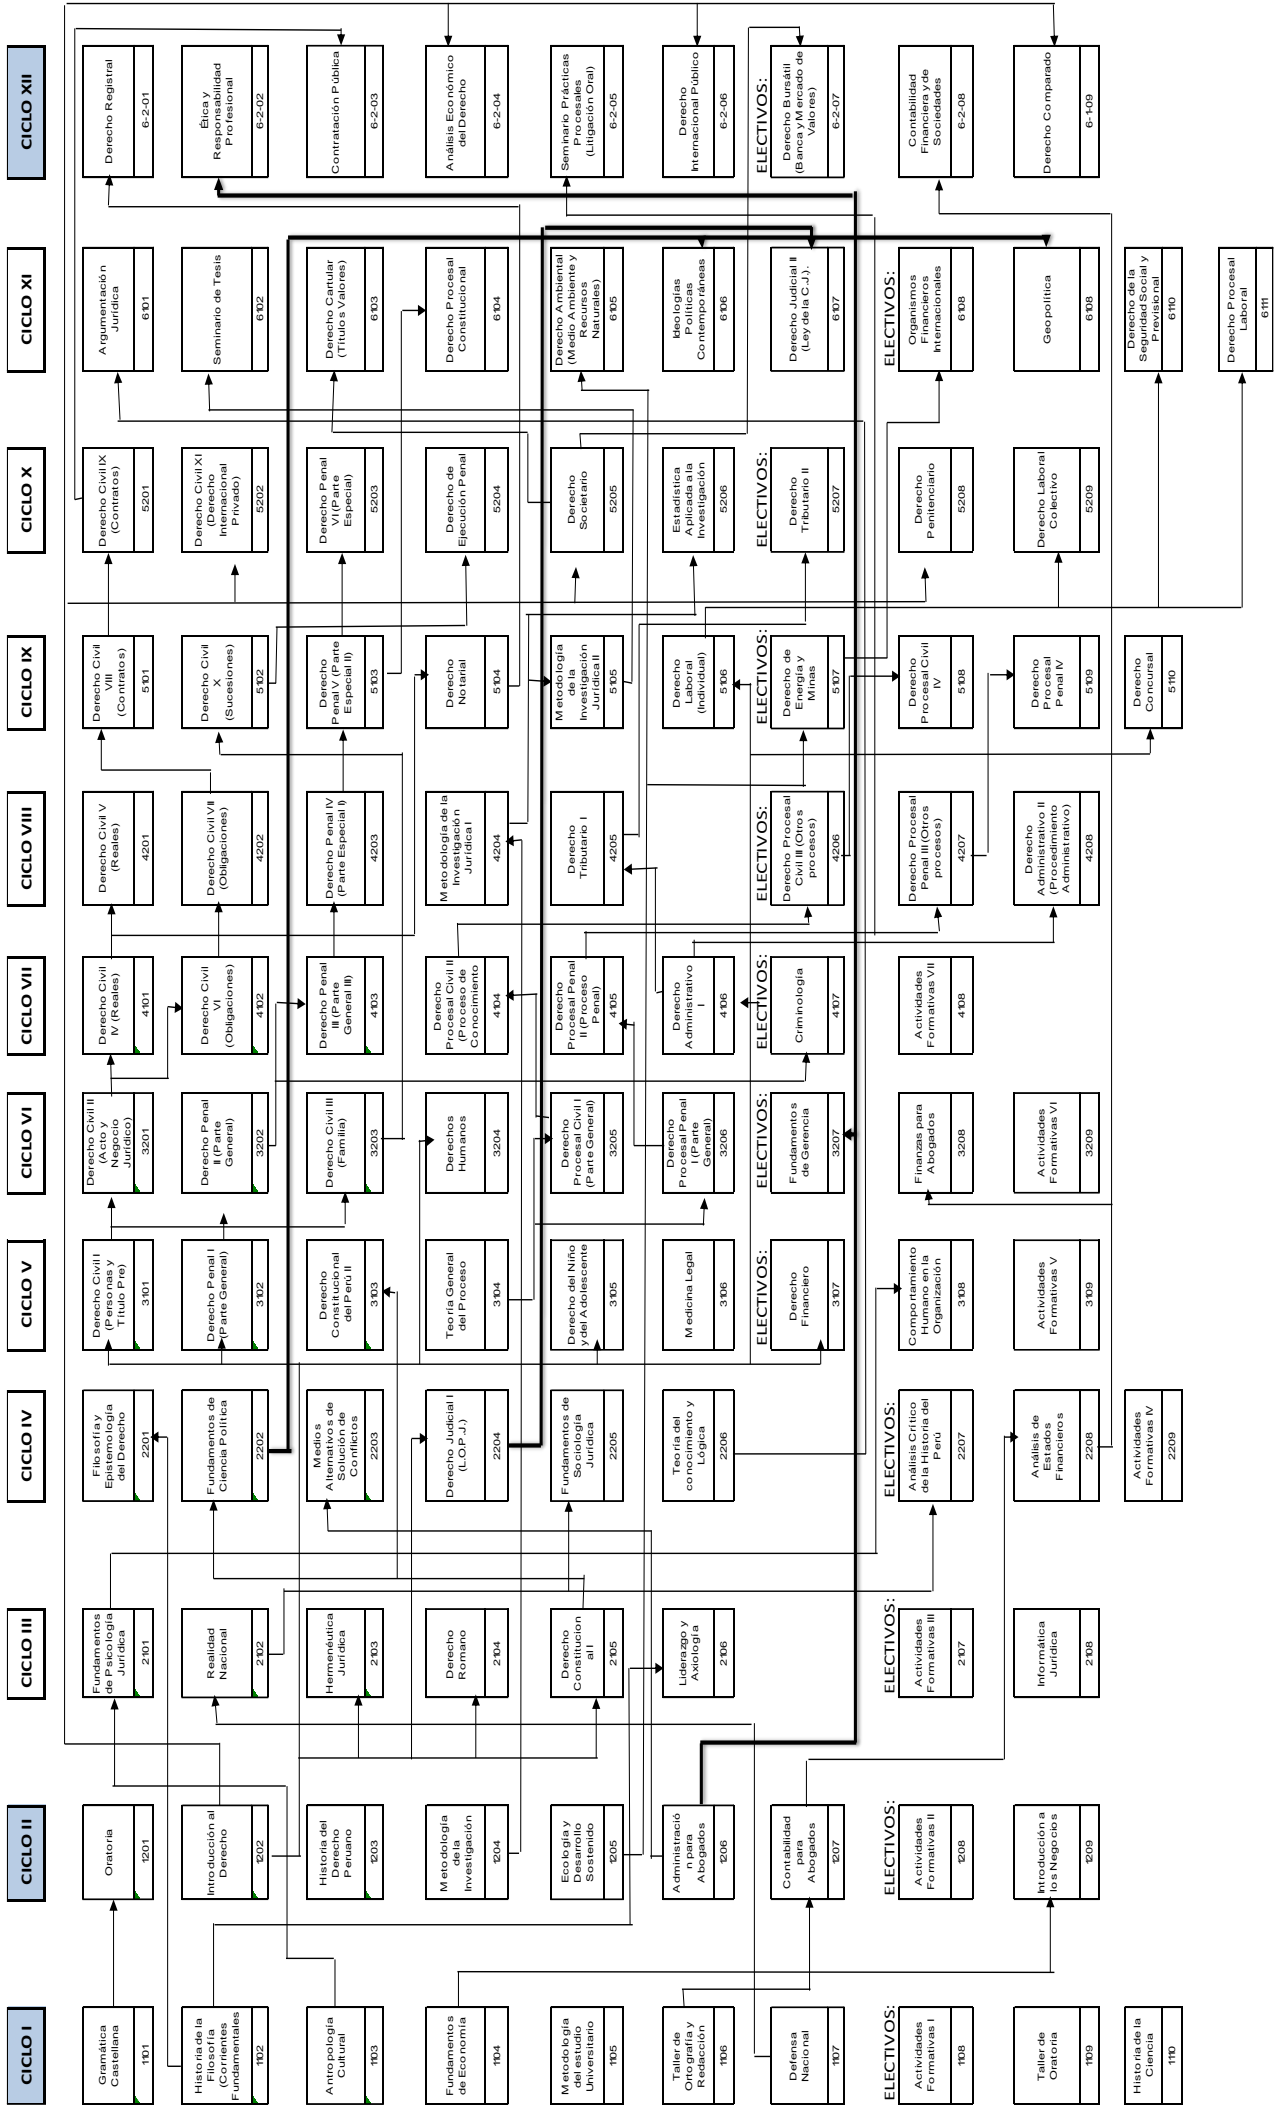 CICLO I
Gramática
Castellana
1101
Historia de la
Filosofía
(Corrientes
Fundamentales
1102
Antropología
Cultural
1103
Fundamentos
de Economía
1104
Metodología
del estudio
Universitario
1105
Taller de
Ortografía y
Redacción
1106
Defensa
Nacional
1107
ELECTIVOS:
Actividades
Formativas I
1108
Taller de
Oratoria
1109
Historia de la
Ciencia
1110
CICLO II
Oratoria
1201
Introducción al
Derecho
1202
Historia del
Derecho
Peruano
1203
Metodología
de la
Investigación
1204
Ecología y
Desarrollo
Sostenido
1205
Administració
n para
Abogados
1206
Contabilidad
para
Abogados
1207
ELECTIVOS:
Actividades
Formativas II
1208
Introducción a
los Negocios
1209
CICLO III
Fundamentos
de Psicología
Jurídica
2101
Realidad
Nacional
2102
Hermenéutica
Jurídica
2103
Derecho
Romano
2104
Derecho
Constitucion
al I
2105
Liderazgo y
Axiología
2106
ELECTIVOS:
Actividades
Formativas III
2107
Informática
Jurídica
2108
CICLO IV
Filosofía y
Epistemología
del Derecho
2201
Fundamentos de
Ciencia Política
2202
Medios
Alternativos de
Solución de
Conflictos
2203
Derecho Judicial I
(L.O.P.J.)
2204
Fundamentos de
Sociología
Jurídica
2205
Teoría del
conocimiento y
Lógica
2206
ELECTIVOS:
Análisis Crítico
de la Historia del
Perú
2207
Análisis de
Estados
Financieros
2208
Actividades
Formativas IV
2209
CICLO V
Derecho Civil I
(Personas y
Título Pre)
3101
Derecho Penal I
(Parte General)
3102
Derecho
Constitucional
del Perú II
3103
Teoría General
del Proceso
3104
Derecho del Niño
y del Adolescente
3105
Medicina Legal
3106
ELECTIVOS:
Derecho
Financiero
3107
Comportamiento
Humano en la
Organización
3108
Actividades
Formativas V
3109
CICLO VI
Derecho Civil II
(Acto y
Negocio
Jurídico)
3201
Derecho Penal
II (Parte
General)
3202
Derecho Civil III
(Familia)
3203
Derechos
Humanos
3204
Derecho
Procesal Civil I
(Parte General)
3205
Derecho
Procesal Penal
I (Parte
General)
3206
ELECTIVOS:
Fundamentos
de Gerencia
3207
Finanzas para
Abogados
3208
Actividades
Formativas VI
3209
CICLO VII
Derecho Civil
IV (Reales)
4101
Derecho Civil
VI
(Obligaciones)
4102
Derecho Penal
III (Parte
General III)
4103
Derecho
Procesal Civil II
(Proceso de
Conocimiento
4104
Derecho
Procesal Penal
II (Proceso
Penal)
4105
Derecho
Administrativo
I
4106
ELECTIVOS:
Criminología
4107
Actividades
Formativas VII
4108
CICLO VIII
Derecho Civil V
(Reales)
4201
Derecho Civil VII
(Obligaciones)
4202
Derecho Penal IV
(Parte Especial I)
4203
Metodología de la
Investigación
Jurídica I
4204
Derecho
Tributario I
4205
ELECTIVOS:
Derecho Procesal
Civil III (Otros
procesos)
4206
Derecho Procesal
Penal III (Otros
procesos)
4207
Derecho
Administrativo II
(Procedimiento
Administrativo)
4208
CICLO IX
Derecho Civil
VIII
(Contratos)
5101
Derecho Civil
X
(Sucesiones)
5102
Derecho
Penal V (Parte
Especial II)
5103
Derecho
Notarial
5104
Metodología
de la
Investigación
Jurídica II
5105
Derecho
Laboral
(Individual)
5106
ELECTIVOS:
Derecho de
Energía y
Minas
5107
Derecho
Procesal Civil
IV
5108
Derecho
Procesal
Penal IV
5109
Derecho
Concursal
5110
CICLO X
Derecho Civil IX
(Contratos)
5201
Derecho Civil XI
(Derecho
Internacional
Privado)
5202
Derecho Penal
VI (Parte
Especial)
5203
Derecho de
Ejecución Penal
5204
Derecho
Societario
5205
Estadística
Aplicada a la
Investigación
5206
ELECTIVOS:
Derecho
Tributario II
5207
Derecho
Penitenciario
5208
Derecho Laboral
Colectivo
5209
CICLO XI
Argumentación
Jurídica
6101
Seminario de Tesis
6102
Derecho Cartular
(Títulos Valores)
6103
Derecho Procesal
Constitucional
6104
Derecho Ambiental
(Medio Ambiente y
Recursos
Naturales)
6105
Ideologías
Políticas
Contemporáneas
6106
Derecho Judicial II
(Ley de la C.J.).
6107
ELECTIVOS:
Organismos
Financieros
Internacionales
6108
Geopolítica
6108
Derecho de la
Seguridad Social y
Previsional
6110
Derecho Procesal
Laboral
6111
CICLO XII
Derecho Registral
6-2-01
Ética y
Responsabilidad
Profesional
6-2-02
Contratación Pública
6-2-03
Análisis Económico
del Derecho
6-2-04
Seminario Prácticas
Procesales
(Litigación Oral)
6-2-05
Derecho
Internacional Público
6-2-06
ELECTIVOS:
Derecho Bursátil
(Banca y Mercado de
Valores)
6-2-07
Contabilidad
Financiera y de
Sociedades
6-2-08
Derecho Comparado
6-1-09